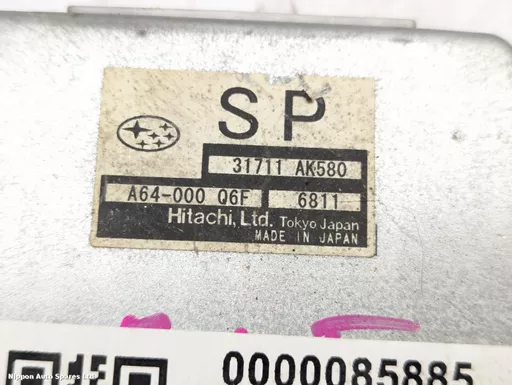 SP
31711 AK580
A64-000 Q6F 6811
Hitachi, Ltd. Tokyo Japan
MADE IN JAPAN
0000085885
Nippon Auto Spares Ltd